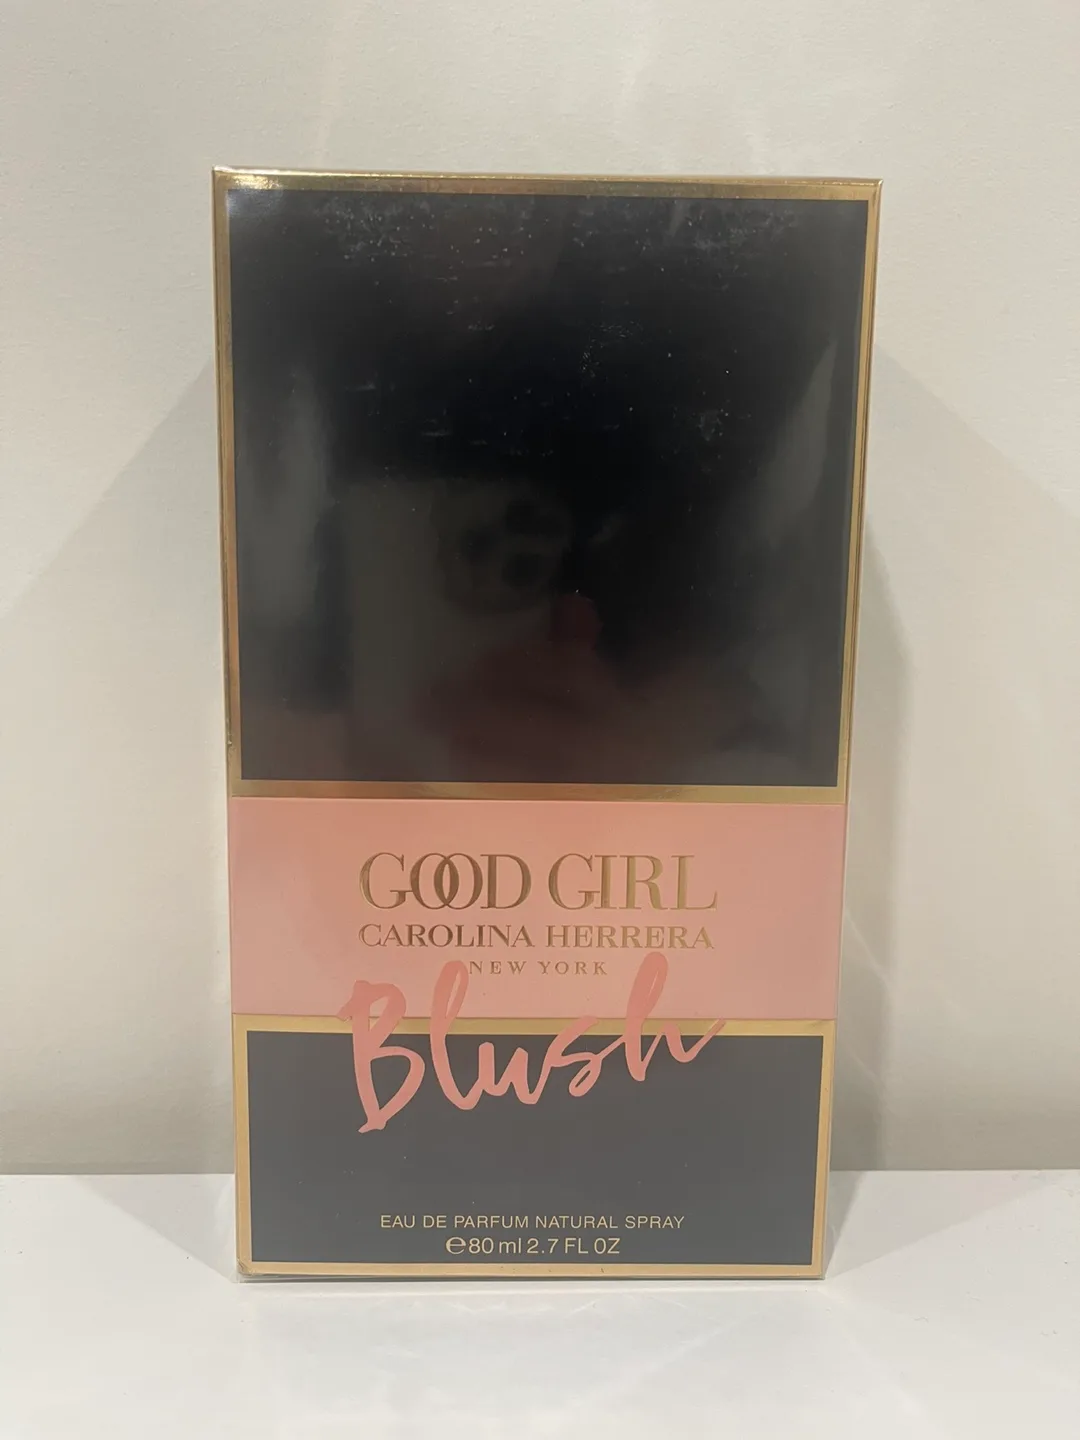 GOOD GIRL
CAROLINA HERRERA
NEW YORK
Blush
EAU DE PARFUM NATURAL SPRAY
℮80 ml 2.7 FL OZ